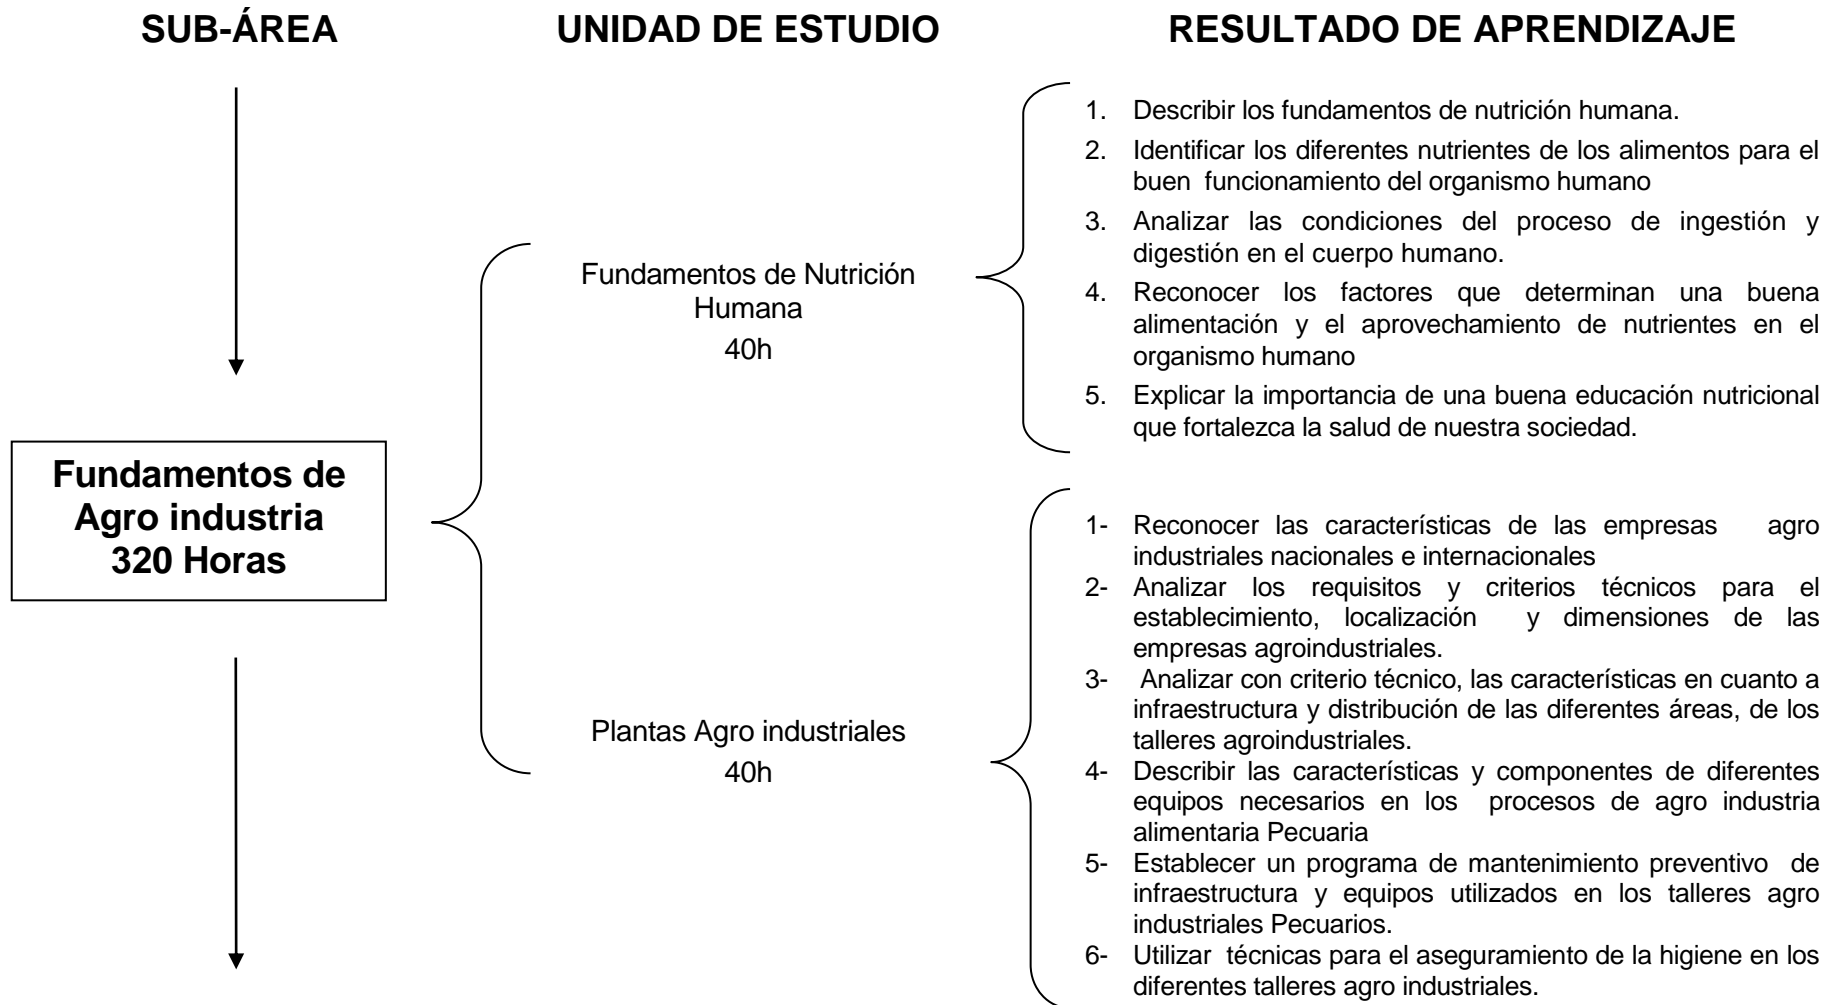 SUB-ÁREA
UNIDAD DE ESTUDIO
RESULTADO DE APRENDIZAJE
Fundamentos de
Agro industria
320 Horas
Fundamentos de Nutrición
Humana
40h
1. Describir los fundamentos de nutrición humana.
2. Identificar los diferentes nutrientes de los alimentos para el
buen funcionamiento del organismo humano
3. Analizar las condiciones del proceso de ingestión y
digestión en el cuerpo humano.
4. Reconocer los factores que determinan una buena
alimentación y el aprovechamiento de nutrientes en el
organismo humano
5. Explicar la importancia de una buena educación nutricional
que fortalezca la salud de nuestra sociedad.
Plantas Agro industriales
40h
1- Reconocer las características de las empresas agro
industriales nacionales e internacionales
2- Analizar los requisitos y criterios técnicos para el
establecimiento, localización y dimensiones de las
empresas agroindustriales.
3- Analizar con criterio técnico, las características en cuanto a
infraestructura y distribución de las diferentes áreas, de los
talleres agroindustriales.
4- Describir las características y componentes de diferentes
equipos necesarios en los procesos de agro industria
alimentaria Pecuaria
5- Establecer un programa de mantenimiento preventivo de
infraestructura y equipos utilizados en los talleres agro
industriales Pecuarios.
6- Utilizar técnicas para el aseguramiento de la higiene en los
diferentes talleres agro industriales.